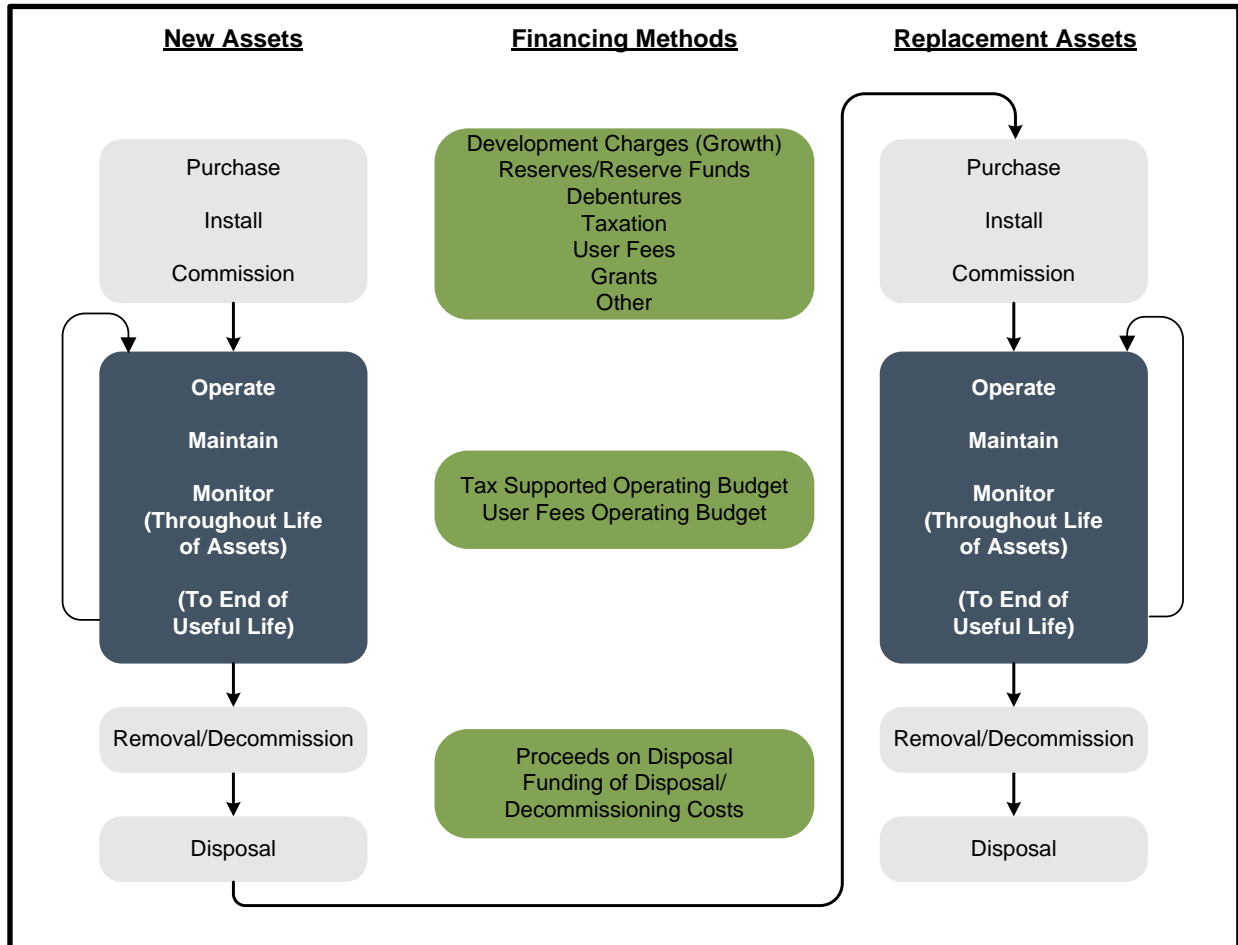 New Assets
Purchase
Install
Commission
Operate
Maintain
Monitor
(Throughout Life
of Assets)
(To End of
Useful Life)
Removal/Decommission
Disposal
Financing Methods
Development Charges (Growth)
Reserves/Reserve Funds
Debentures
Taxation
User Fees
Grants
Other
Tax Supported Operating Budget
User Fees Operating Budget
Proceeds on Disposal
Funding of Disposal/
Decommissioning Costs
Replacement Assets
Purchase
Install
Commission
Operate
Maintain
Monitor
(Throughout Life
of Assets)
(To End of
Useful Life)
Removal/Decommission
Disposal